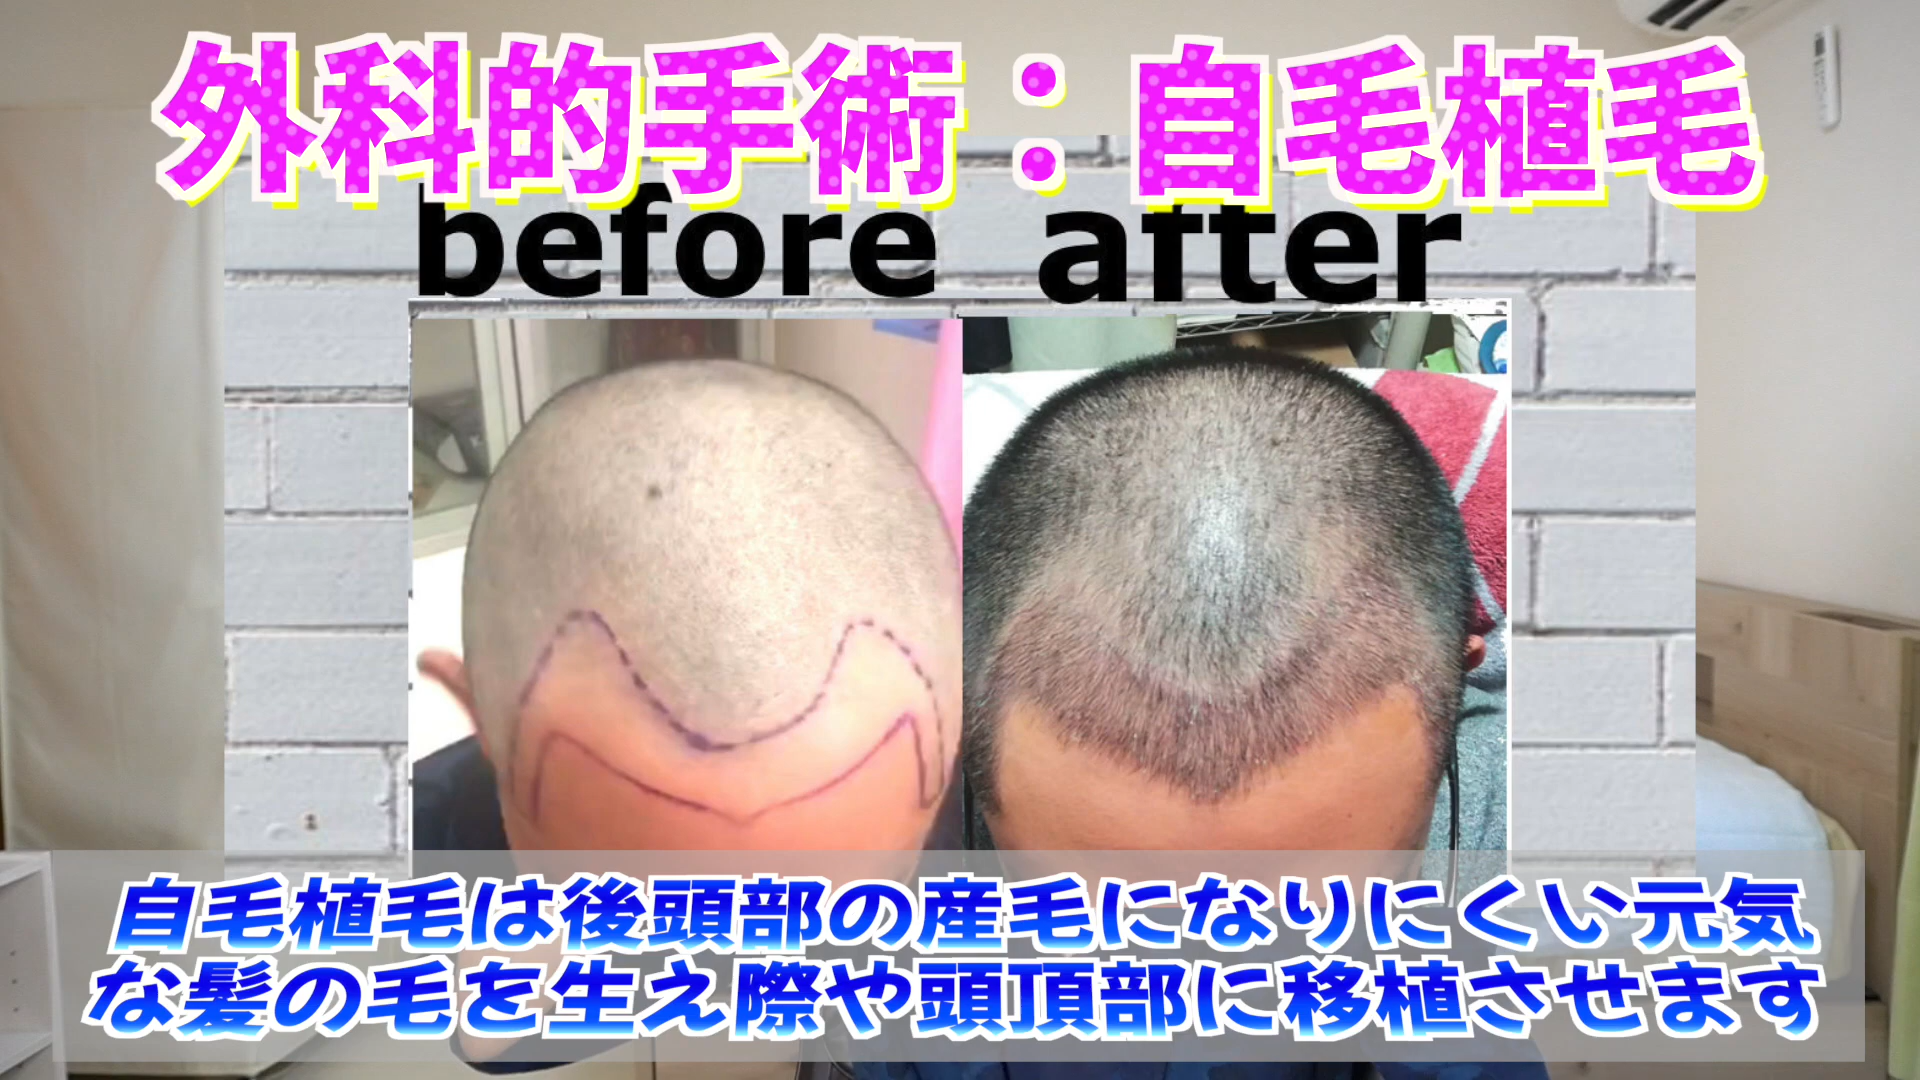 外科的手術：自毛植毛
before after
自毛植毛は後頭部の産毛になりにくい元気
な髪の毛を生え際や頭頂部に移植させます